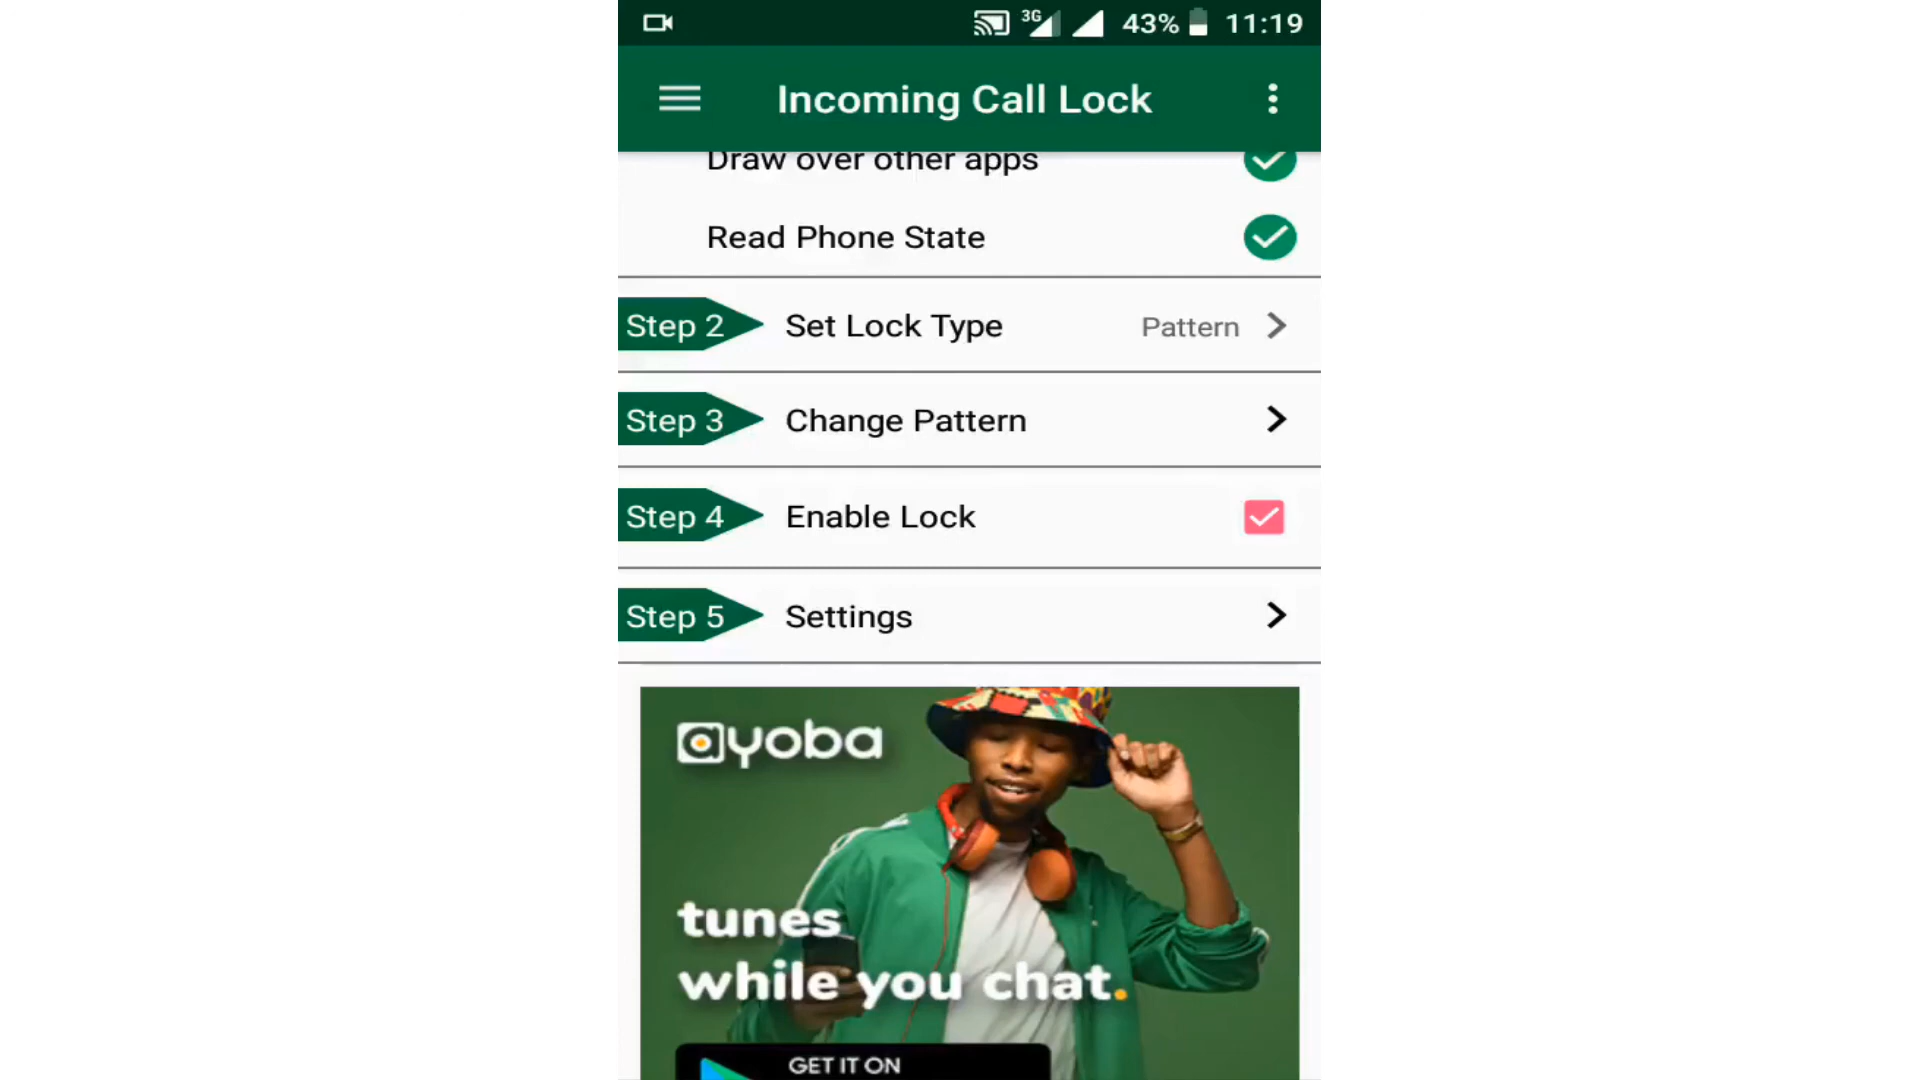 3G 43% 11:19
Incoming Call Lock
Draw over other apps
Read Phone State
Step 2 Set Lock Type Pattern
Step 3 Change Pattern
Step 4 Enable Lock
Step 5 Settings
ayoba
tunes
while you chat.
GET IT ON